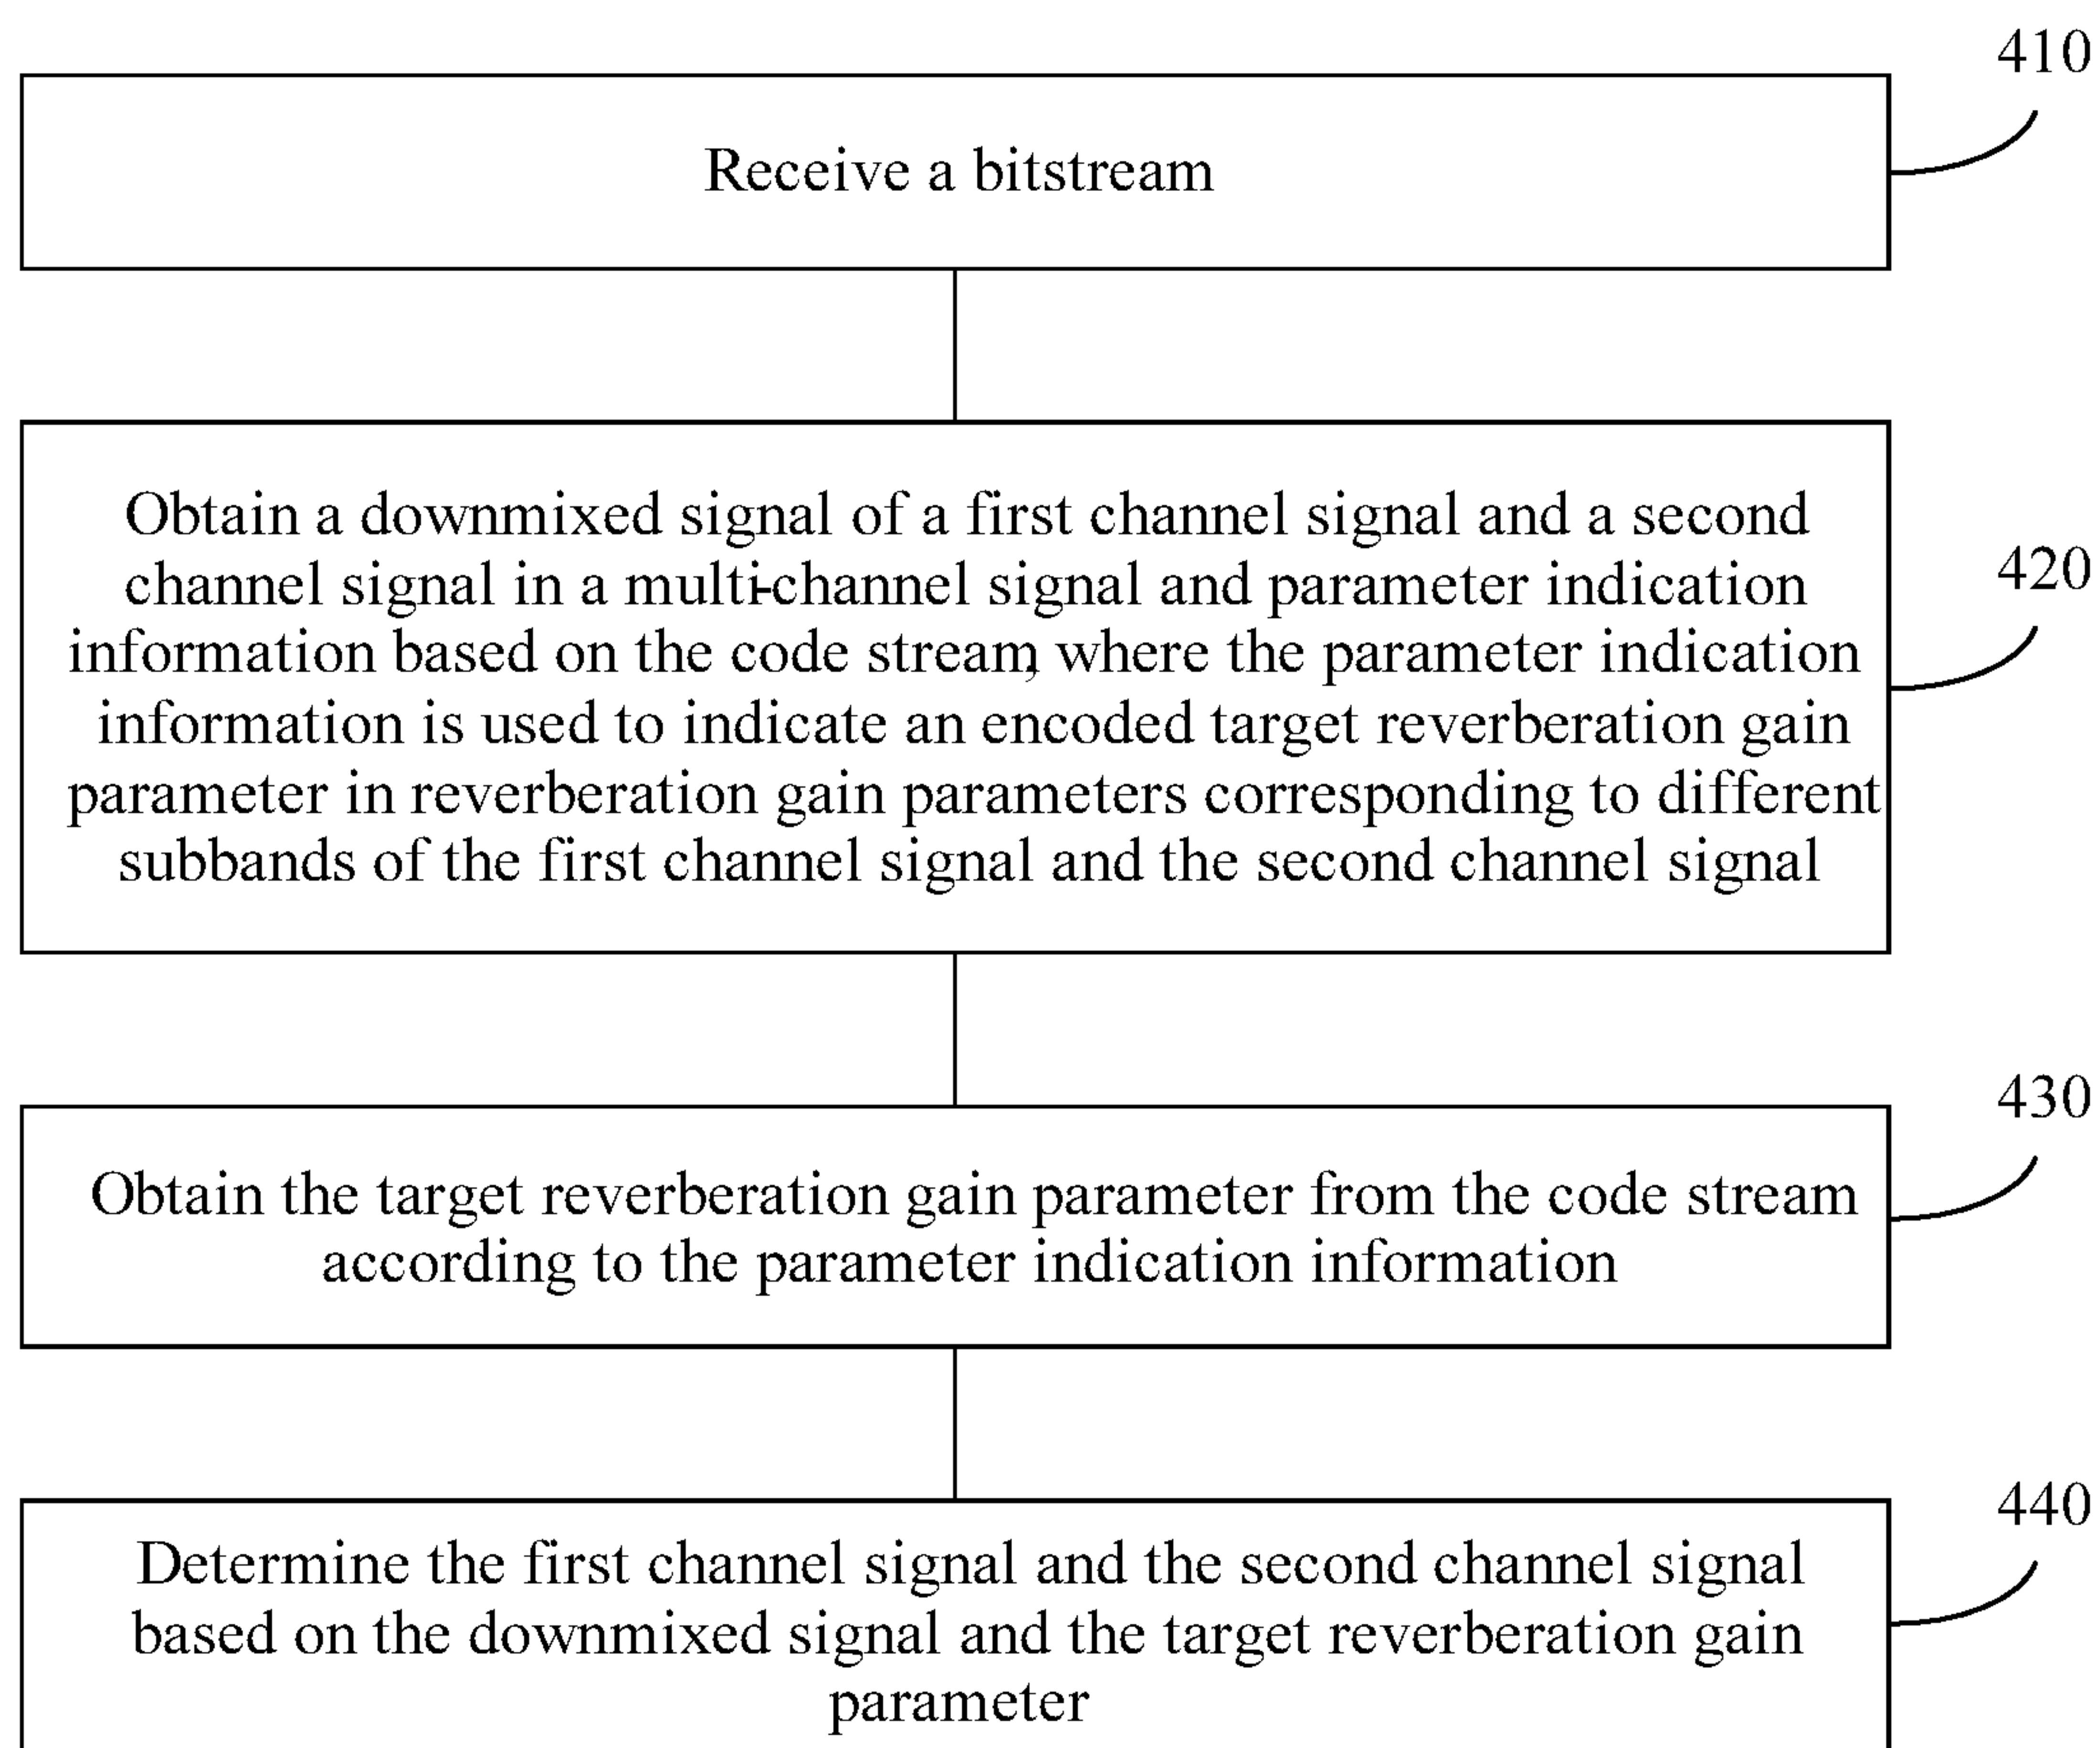 410
Receive a bitstream
Obtain a downmixed signal of a first channel signal and a second
channel signal in a multi-channel signal and parameter indication
information based on the code stream, where the parameter indication
information is used to indicate an encoded target reverberation gain
parameter in reverberation gain parameters corresponding to different
subbands of the first channel signal and the second channel signal
420
430
Obtain the target reverberation gain parameter from the code stream
according to the parameter indication information
440
Determine the first channel signal and the second channel signal
based on the downmixed signal and the target reverberation gain
parameter